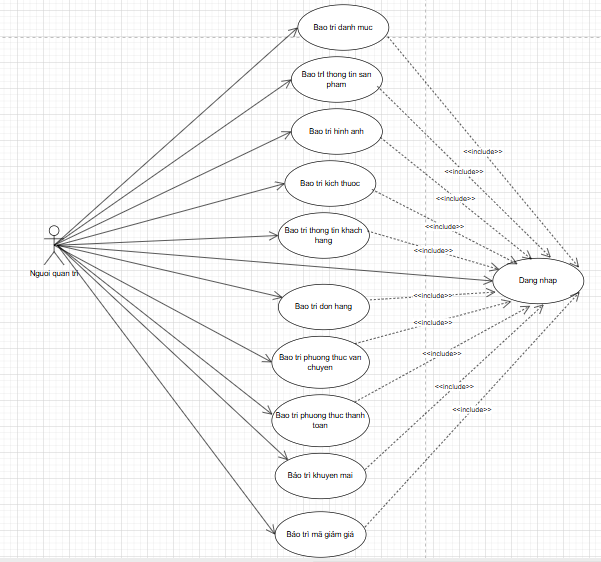 Bao tri danh muc
Bao trI thong tin san
pham
Bao tri hinh anh
<<include>>
<<include>>
Bao tri kich thuoc
<<include>>
Bao tri thong tin khach
hang
<<include>>
<<include>>
Nguoi quan tri
Dang nhap
Bao tri don hang
<<include>>
<<include>>
Bao tri phuong thuc van
chuyen
<<include>>
<<include>>
Bao tri phuong thuc thanh
toan
<<include>>
Bảo trì khuyen mai
Bảo trì mã giảm giá